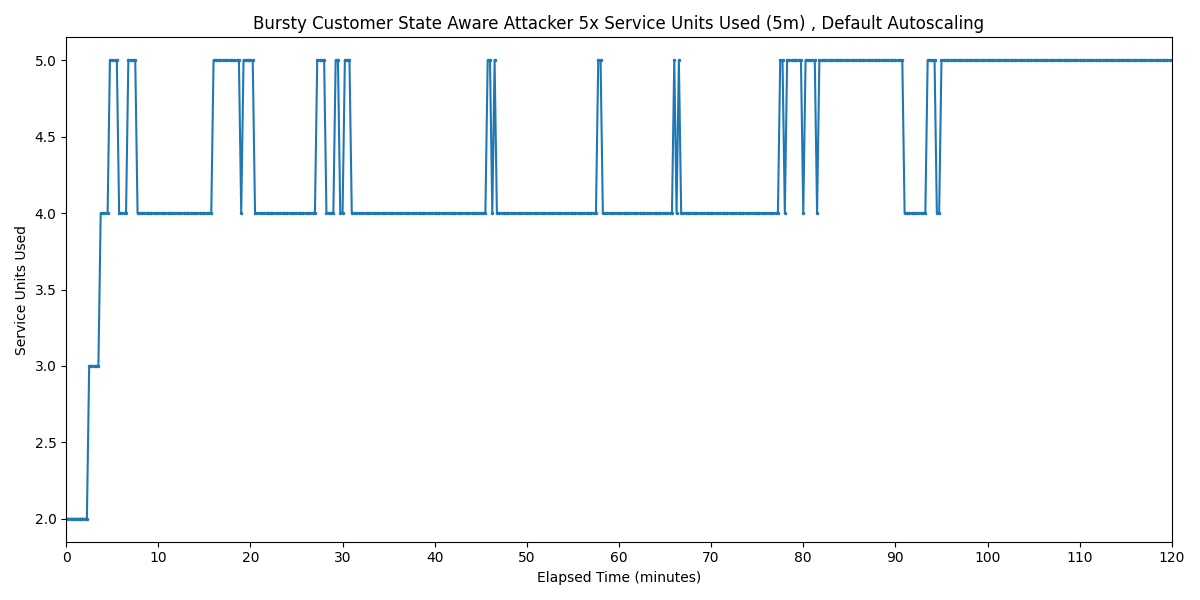 Bursty Customer State Aware Attacker 5x Service Units Used (5m) , Default Autoscaling
5.0
4.5
4.0
3.5
3.0
2.5
2.0
Service Units Used
0 10 20 30 40 50 60 70 80 90 100 110 120
Elapsed Time (minutes)